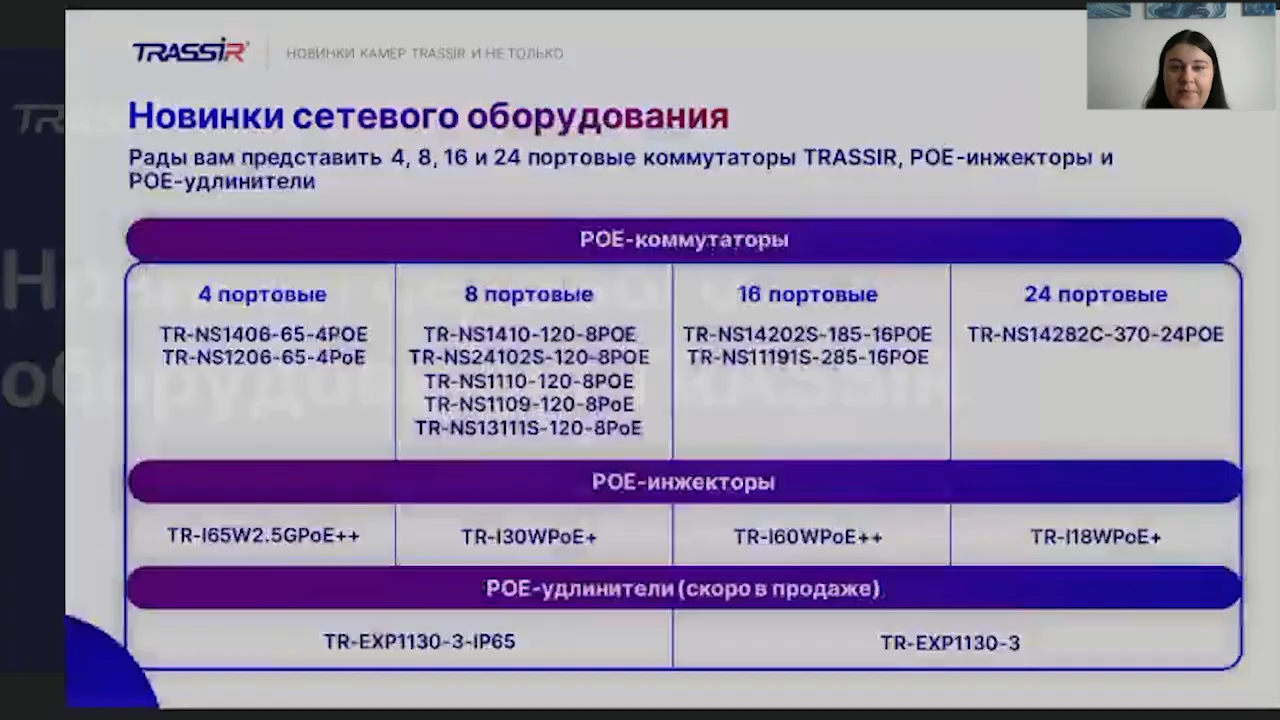 TRASSIR
НОВИНКИ КАМЕР TRASSIR И НЕ ТОЛЬКО
Новинки сетевого оборудования
Рады вам представить 4, 8, 16 и 24 портовые коммутаторы TRASSIR, POE-инжекторы и
POE-удлинители
POE-коммутаторы
4 портовые
TR-NS1406-65-4POE
TR-NS1206-65-4PoE
8 портовые
TR-NS1410-120-8POE
TR-NS24102S-120-8POE
TR-NS1110-120-8POE
TR-NS1109-120-8PoE
TR-NS13111S-120-8PoE
16 портовые
TR-NS14202S-185-16POE
TR-NS11191S-285-16POE
24 портовые
TR-NS14282C-370-24POE
POE-инжекторы
TR-I65W2.5GPoE++
TR-I30WPoE+
TR-I60WPoE++
TR-I18WPoE+
POE-удлинители (скоро в продаже)
TR-EXP1130-3-IP65
TR-EXP1130-3